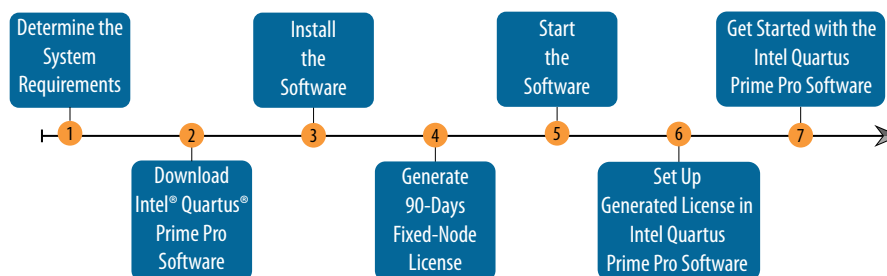 Determine the
System
Requirements
1
Download
Intel® Quartus®
Prime Pro
Software
2
Install
the
Software
3
Generate
90-Days
Fixed-Node
License
4
Start
the
Software
5
Set Up
Generated License in
Intel Quartus
Prime Pro Software
6
Get Started with the
Intel Quartus
Prime Pro Software
7